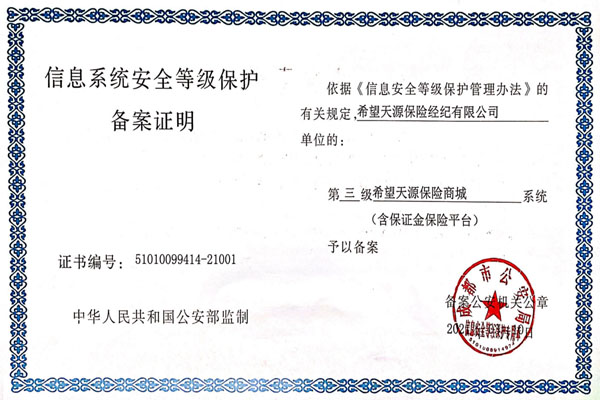 信息系统安全等级保护
备案证明
依据《信息安全等级保护管理办法》的
有关规定，希望天源保险经纪有限公司
单位的：
第 三 级希望天源保险商城 系统
（含保证金保险平台）
予以备案
证书编号：51010099414-21001
中华人民共和国公安部监制
备案公安机关公章
成都市公安局